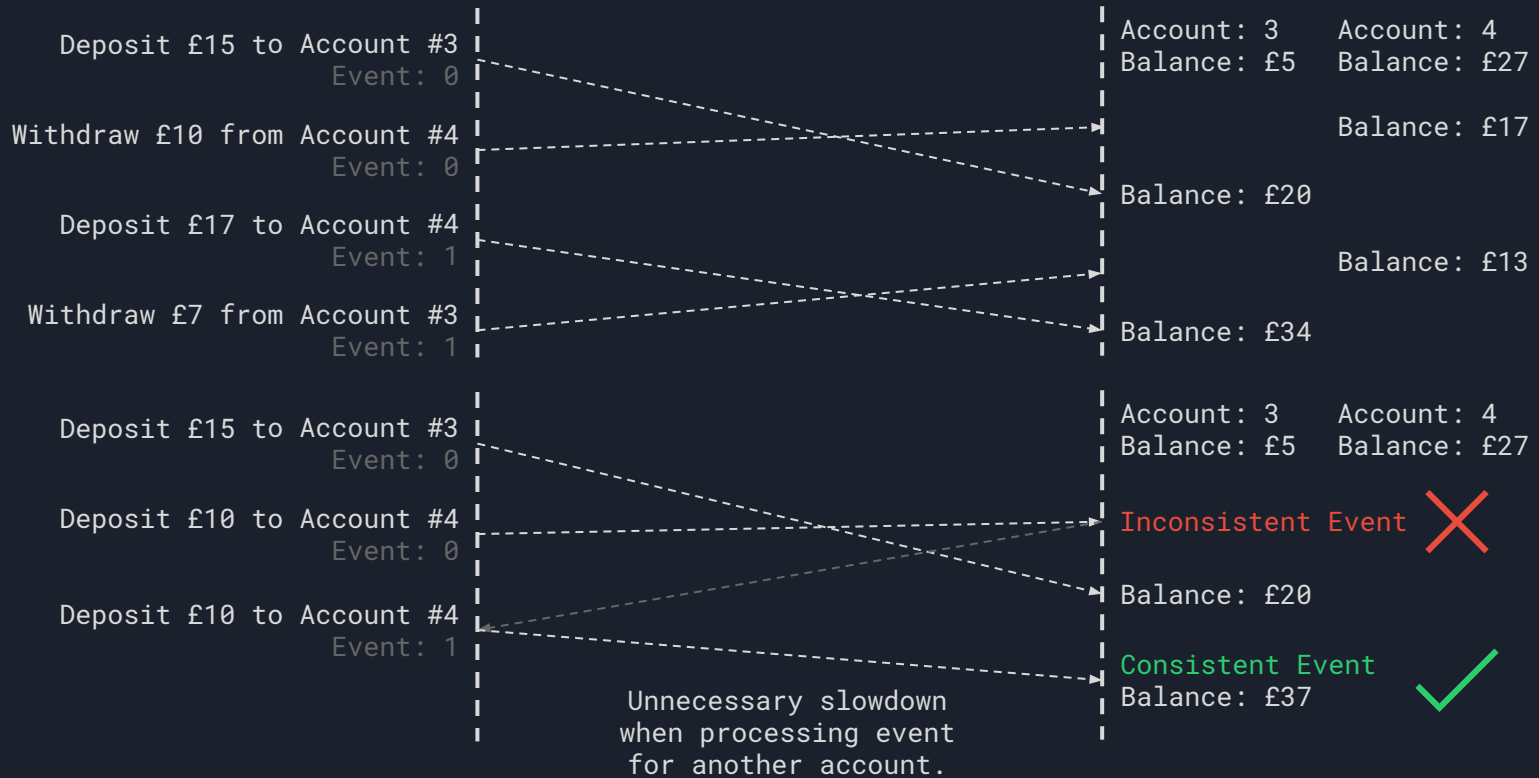 Deposit £15 to Account #3
Event: 0
Withdraw £10 from Account #4
Event: 0
Deposit £17 to Account #4
Event: 1
Withdraw £7 from Account #3
Event: 1
Account: 3 Account: 4
Balance: £5 Balance: £27
Balance: £17
Balance: £20
Balance: £13
Balance: £34
Deposit £15 to Account #3
Event: 0
Deposit £10 to Account #4
Event: 0
Deposit £10 to Account #4
Event: 1
Account: 3 Account: 4
Balance: £5 Balance: £27
Inconsistent Event
Balance: £20
Consistent Event
Balance: £37
Unnecessary slowdown
when processing event
for another account.